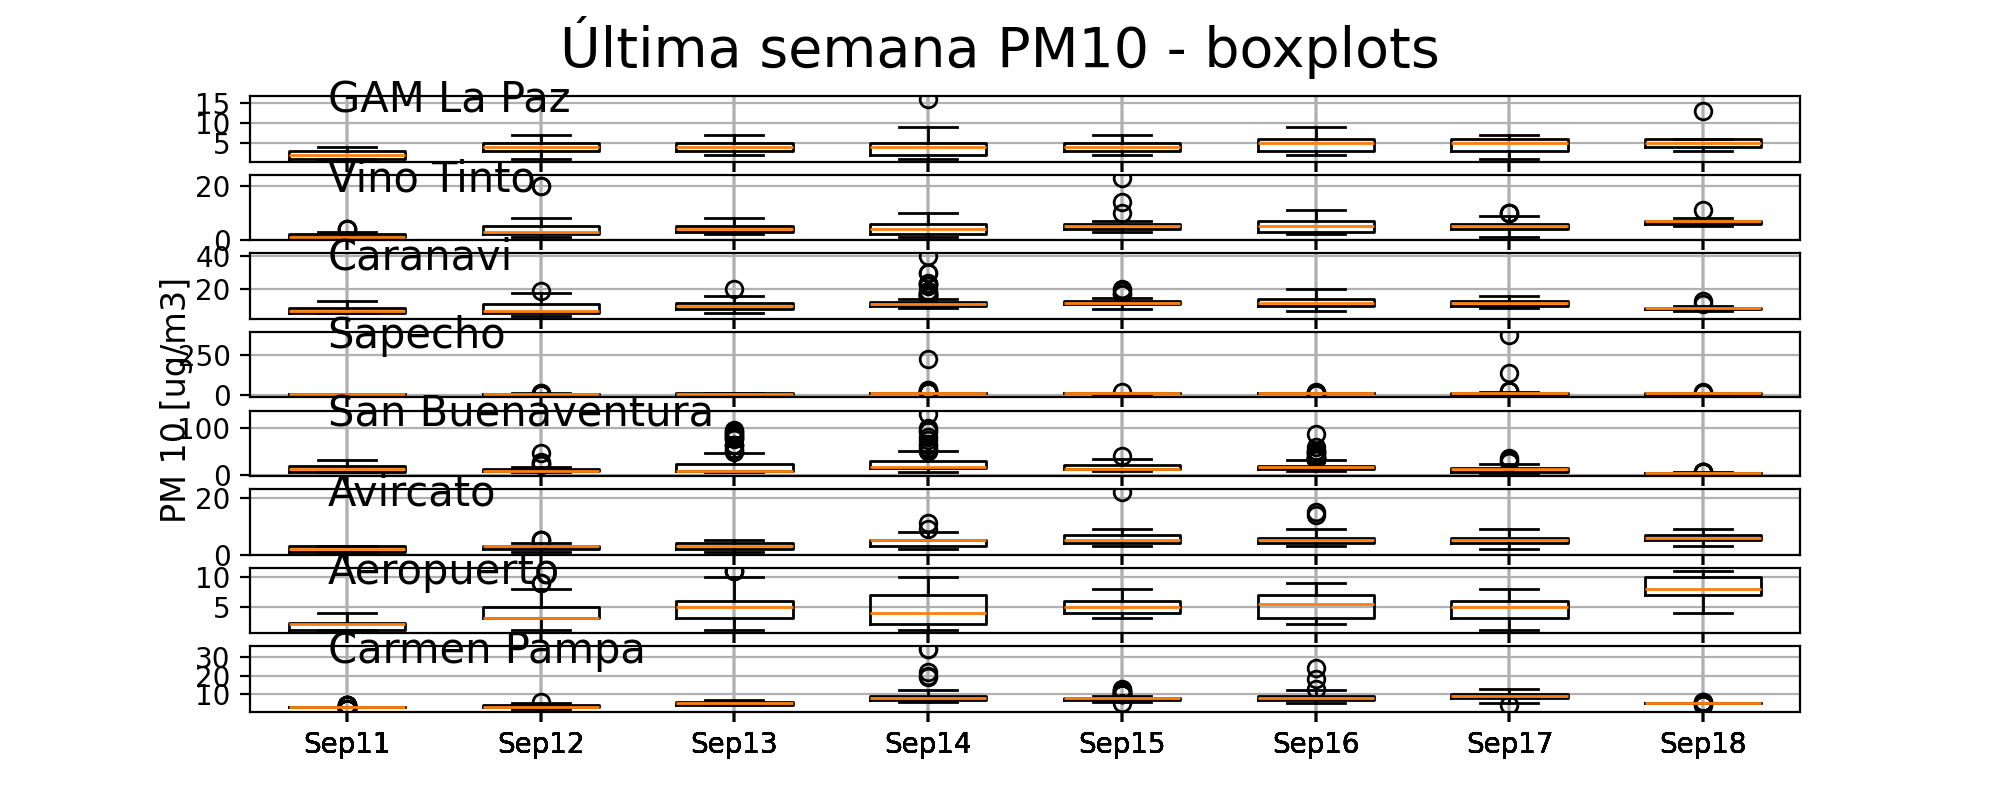 Última semana PM10 - boxplots
GAM La Paz
15
10
5
Vino Tinto
20
0
Caranavi
40
20
Sapecho
250
0
San Buenaventura
100
0
Avircato
20
0
Aeropuerto
10
5
Carmen Pampa
30
20
10
PM 10 [ug/m3]
Sep11 Sep12 Sep13 Sep14 Sep15 Sep16 Sep17 Sep18